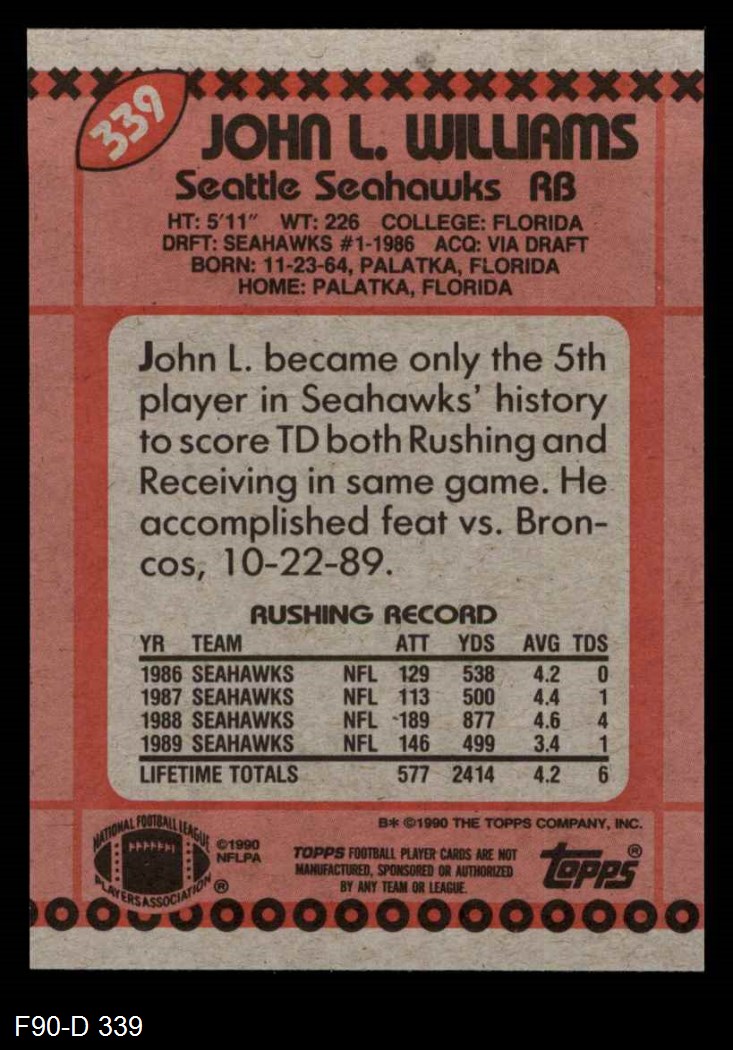 339
JOHN L. WILLIAMS
Seattle Seahawks RB
HT: 5'11" WT: 226 COLLEGE: FLORIDA
DRFT: SEAHAWKS #1-1986 ACQ: VIA DRAFT
BORN: 11-23-64, PALATKA, FLORIDA
HOME: PALATKA, FLORIDA
John L. became only the 5th
player in Seahawks' history
to score TD both Rushing and
Receiving in same game. He
accomplished feat vs. Bron-
cos, 10-22-89.
RUSHING RECORD
YR TEAM ATT YDS AVG TDS
1986 SEAHAWKS NFL 129 538 4.2 0
1987 SEAHAWKS NFL 113 500 4.4 1
1988 SEAHAWKS NFL 189 877 4.6 4
1989 SEAHAWKS NFL 146 499 3.4 1
LIFETIME TOTALS 577 2414 4.2 6
B* ©1990 THE TOPPS COMPANY, INC.
NATIONAL FOOTBALL LEAGUE
PLAYERS ASSOCIATION ®
©1990
NFLPA
TOPPS FOOTBALL PLAYER CARDS ARE NOT
MANUFACTURED, SPONSORED OR AUTHORIZED
BY ANY TEAM OR LEAGUE.
topps ®
F90-D 339